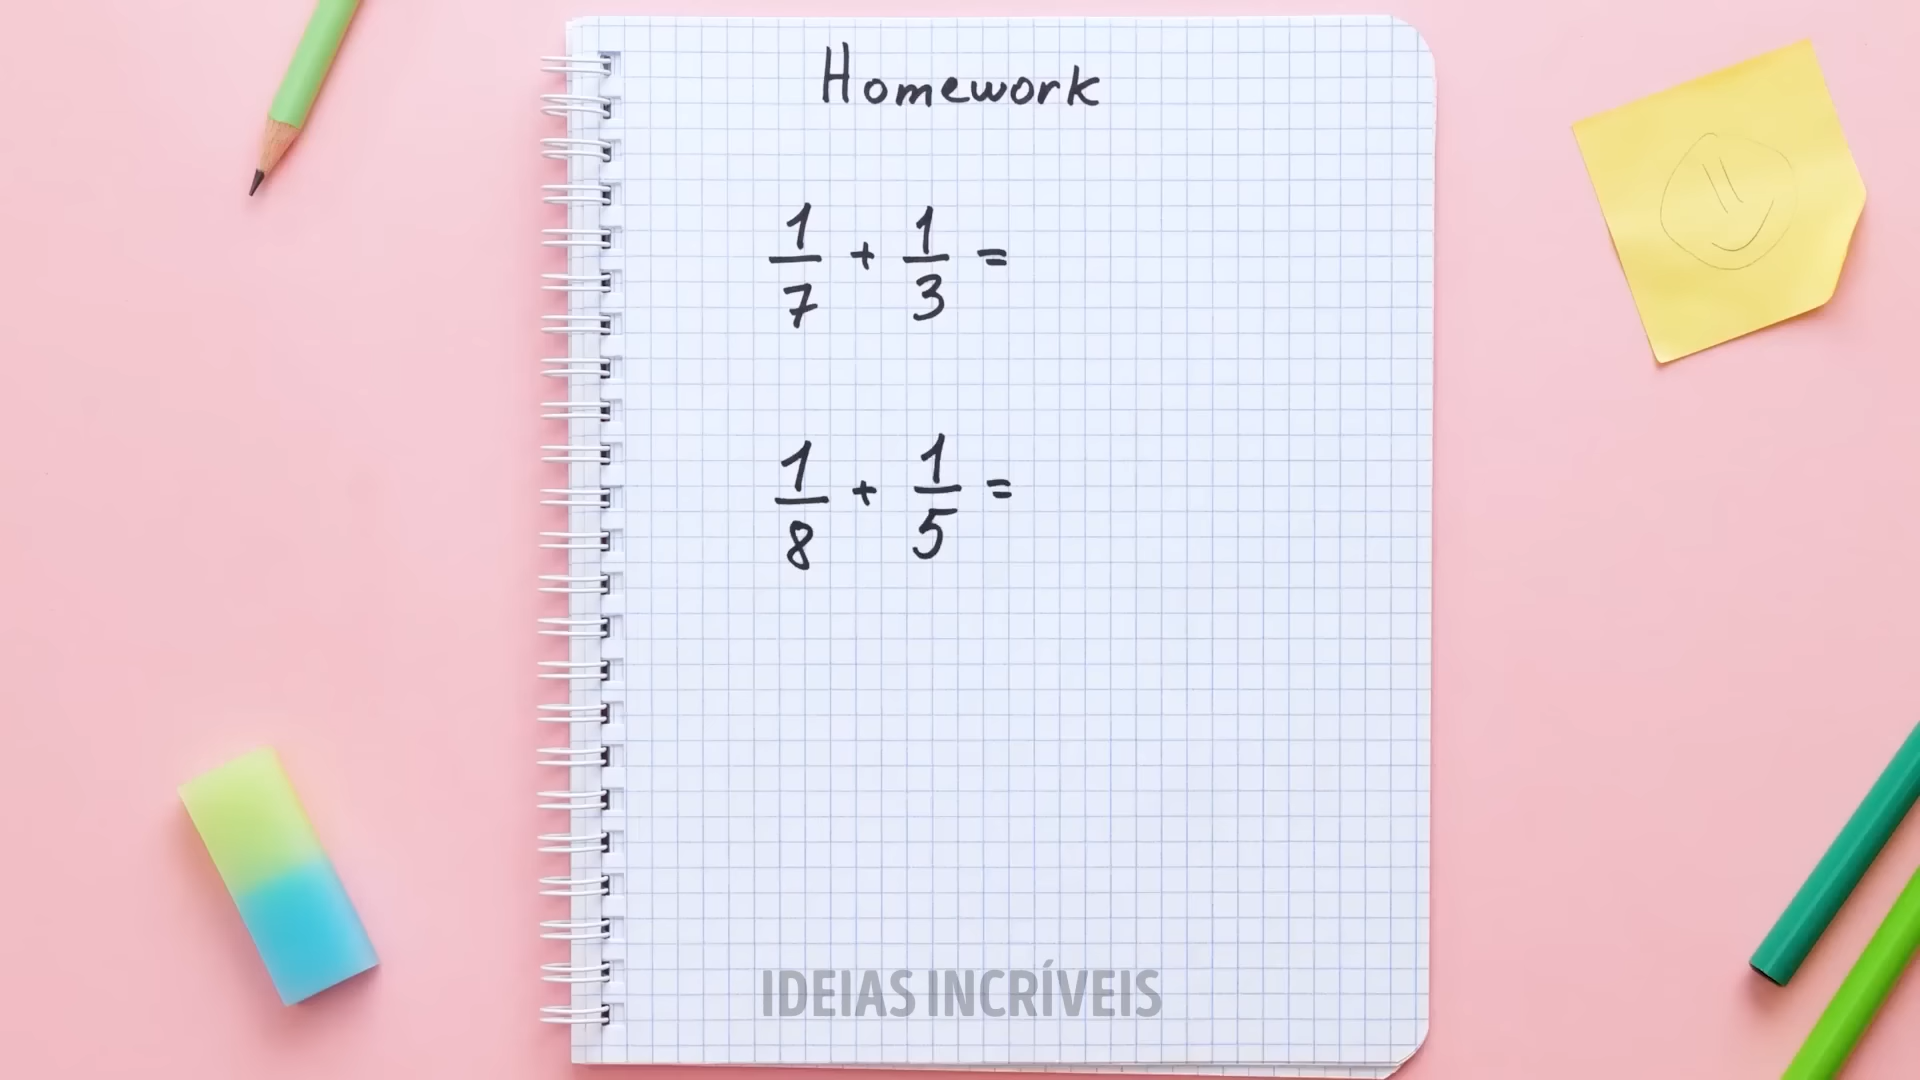 Homework
1/7 + 1/3 =
1/8 + 1/5 =
IDEIAS INCRÍVEIS